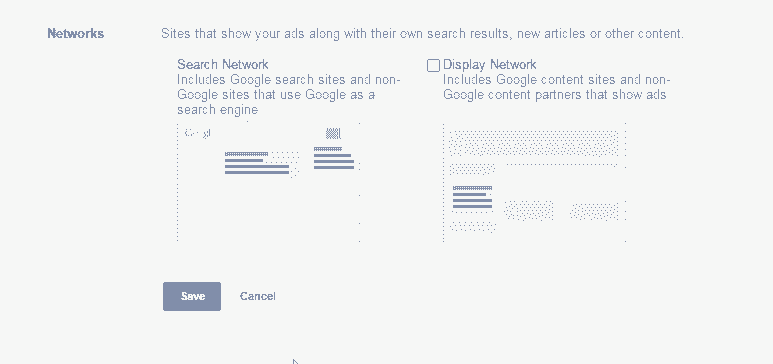 Networks
Sites that show your ads along with their own search results, new articles or other content.
Search Network
Includes Google search sites and non-
Google sites that use Google as a
search engine
Display Network
Includes Google content sites and non-
Google content partners that show ads
Save
Cancel